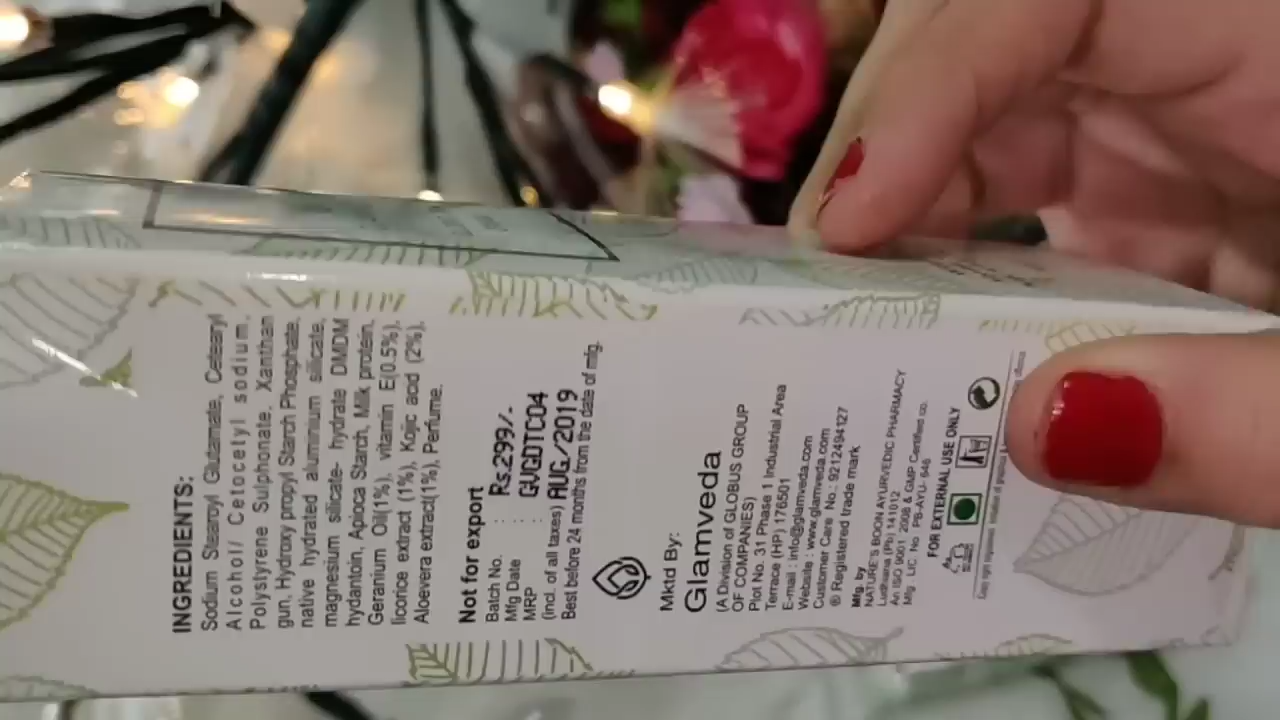 INGREDIENTS:
Sodium Stearoyl Glutamate, Cetearyl
Alcohol/ Cetocetyl sodium.
Polystyrene Sulphonate, Xanthan
gun, Hydroxy propyl Starch Phosphate,
native hydrated aluminium silicate,
magnesium silicate- hydrate DMDM
hydantoin, Apioca Starch, Milk protein,
Geranium Oil(1%), vitamin E(0.5%),
licorice extract (1%), Kojic acid (2%),
Aloevera extract(1%), Perfume.
Not for export
Batch No. : Rs.299/-
Mfg Date : GVGDTC04
MRP
(incl. of all taxes) AUG/2019
Best before 24 months from the date of mfg.
Mktd By:
Glamveda
(A Division of GLOBUS GROUP
OF COMPANIES)
Plot No. 31 Phase 1 Industrial Area
Terrace (HP) 176501
E-mail : info@glamveda.com
Website : www.glamveda.com
Customer Care No.: 9212494127
® Registered trade mark
Mfg. by
NATURE'S BOON AYURVEDIC PHARMACY
Ludhiana (Pb) 141012
An ISO 9001 2008 & GMP Certified co.
Mfg. LIC No PB-AYU-
FOR EXTERNAL USE ONLY